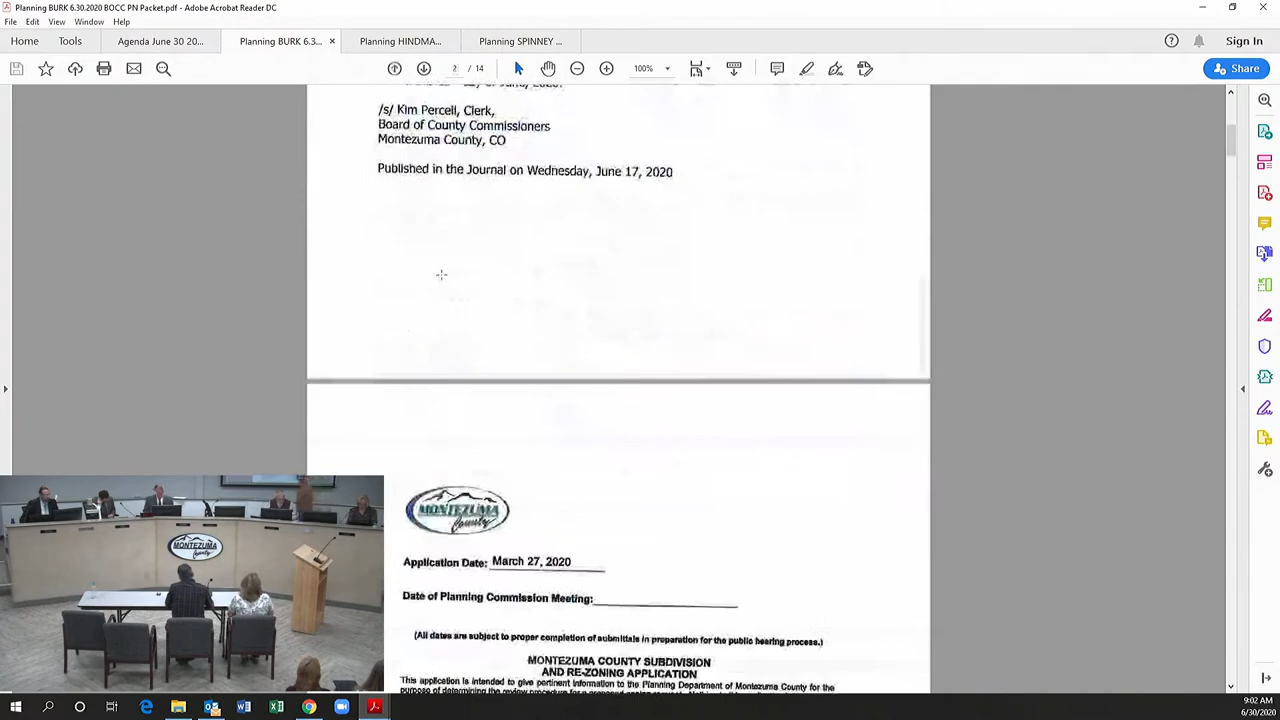 Planning BURK 6.30.2020 BOCC PN Packet.pdf - Adobe Acrobat Reader DC
File Edit View Window Help
Home Tools Agenda June 30 20... Planning BURK 6.3... × Planning HINDMA... Planning SPINNEY ... Sign In
2 / 14 100% Share
/s/ Kim Percell, Clerk,
Board of County Commissioners
Montezuma County, CO
Published in the Journal on Wednesday, June 17, 2020
MONTEZUMA
County
Application Date: March 27, 2020
Date of Planning Commission Meeting:
(All dates are subject to proper completion of submittals in preparation for the public hearing process.)
MONTEZUMA COUNTY SUBDIVISION
AND RE-ZONING APPLICATION
This application is intended to give pertinent information to the Planning Department of Montezuma County for the
MONTEZUMA
County
9:02 AM
6/30/2020